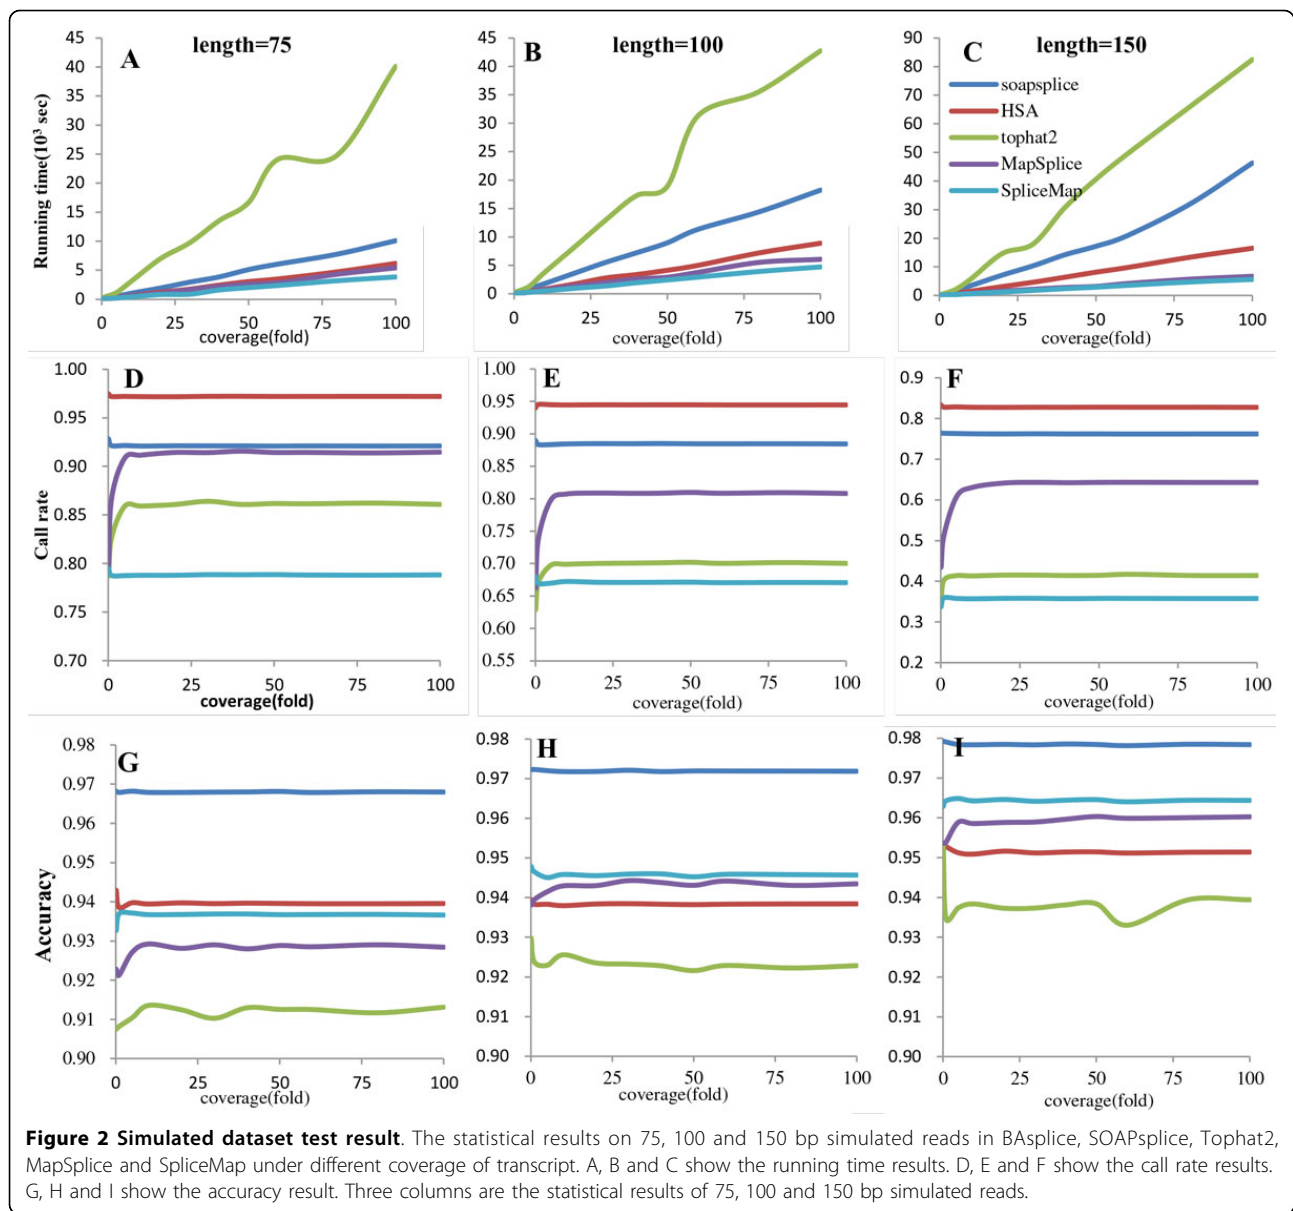 A length=75
45
40
35
30
25
20
15
10
5
0
Running time(10³ sec)
0 25 50 75 100
coverage(fold)
B length=100
45
40
35
30
25
20
15
10
5
0
0 25 50 75 100
coverage(fold)
C length=150
90
80
70
60
50
40
30
20
10
0
soapsplice
HSA
tophat2
MapSplice
SpliceMap
0 25 50 75 100
coverage(fold)
D
1.00
0.95
0.90
0.85
0.80
0.75
0.70
Call rate
0 25 50 75 100
coverage(fold)
E
1.00
0.95
0.90
0.85
0.80
0.75
0.70
0.65
0.60
0.55
0 25 50 75 100
coverage(fold)
F
0.9
0.8
0.7
0.6
0.5
0.4
0.3
0.2
0 25 50 75 100
coverage(fold)
G
0.98
0.97
0.96
0.95
0.94
0.93
0.92
0.91
0.90
Accuracy
0 25 50 75 100
coverage(fold)
H
0.98
0.97
0.96
0.95
0.94
0.93
0.92
0.91
0.90
0 25 50 75 100
coverage(fold)
I
0.98
0.97
0.96
0.95
0.94
0.93
0.92
0.91
0.90
0 25 50 75 100
coverage(fold)
Figure 2 Simulated dataset test result. The statistical results on 75, 100 and 150 bp simulated reads in BAsplice, SOAPsplice, Tophat2,
MapSplice and SpliceMap under different coverage of transcript. A, B and C show the running time results. D, E and F show the call rate results.
G, H and I show the accuracy result. Three columns are the statistical results of 75, 100 and 150 bp simulated reads.